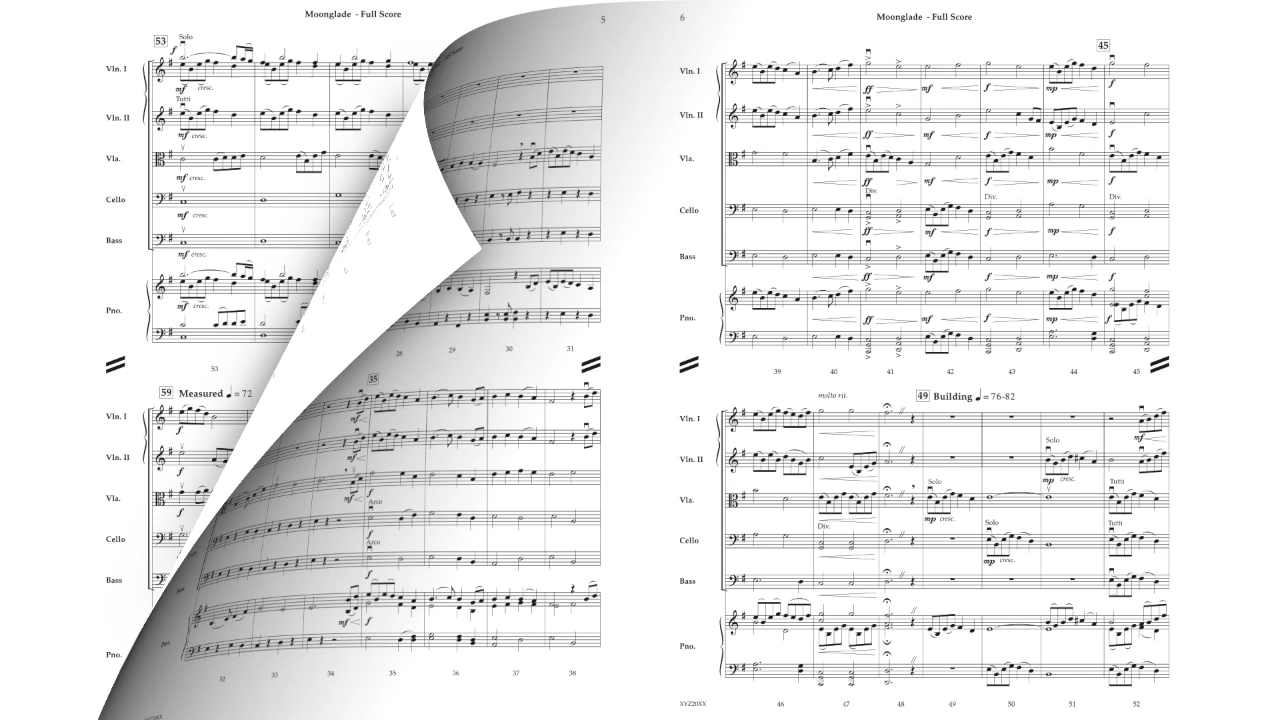 Moonglade - Full Score
53
Solo
f
Vln. I
mf cresc.
Tutti
Vln. II
mf cresc.
Vla.
mf cresc.
Cello
mf cresc.
Bass
mf cresc.
Pno.
mf cresc.
53
59 Measured ♩ = 72
Vln. I
f
Vln. II
f
Vla.
f
Cello
f
Bass
Pno.
5
28 29 30 31
35
mf f
mf f
mf f
Arco
f
Arco
f
mf f
32 33 34 35 36 37 38
6
Moonglade - Full Score
45
Vln. I
ff mf f mp f
Vln. II
ff mf f mp f
Vla.
ff mf f mp f
Div. Div. Div.
Cello
ff mf f mp f
Bass
ff mf f mp f
Pno.
ff mf f mp f
39 40 41 42 43 44 45
molto rit. 49 Building ♩ = 76-82
Vln. I
mf
Solo
Vln. II
mp cresc.
Solo Tutti
Vla.
mp cresc.
Div. Solo Tutti
Cello
mp cresc.
Bass
Pno.
XYZ20XX 46 47 48 49 50 51 52